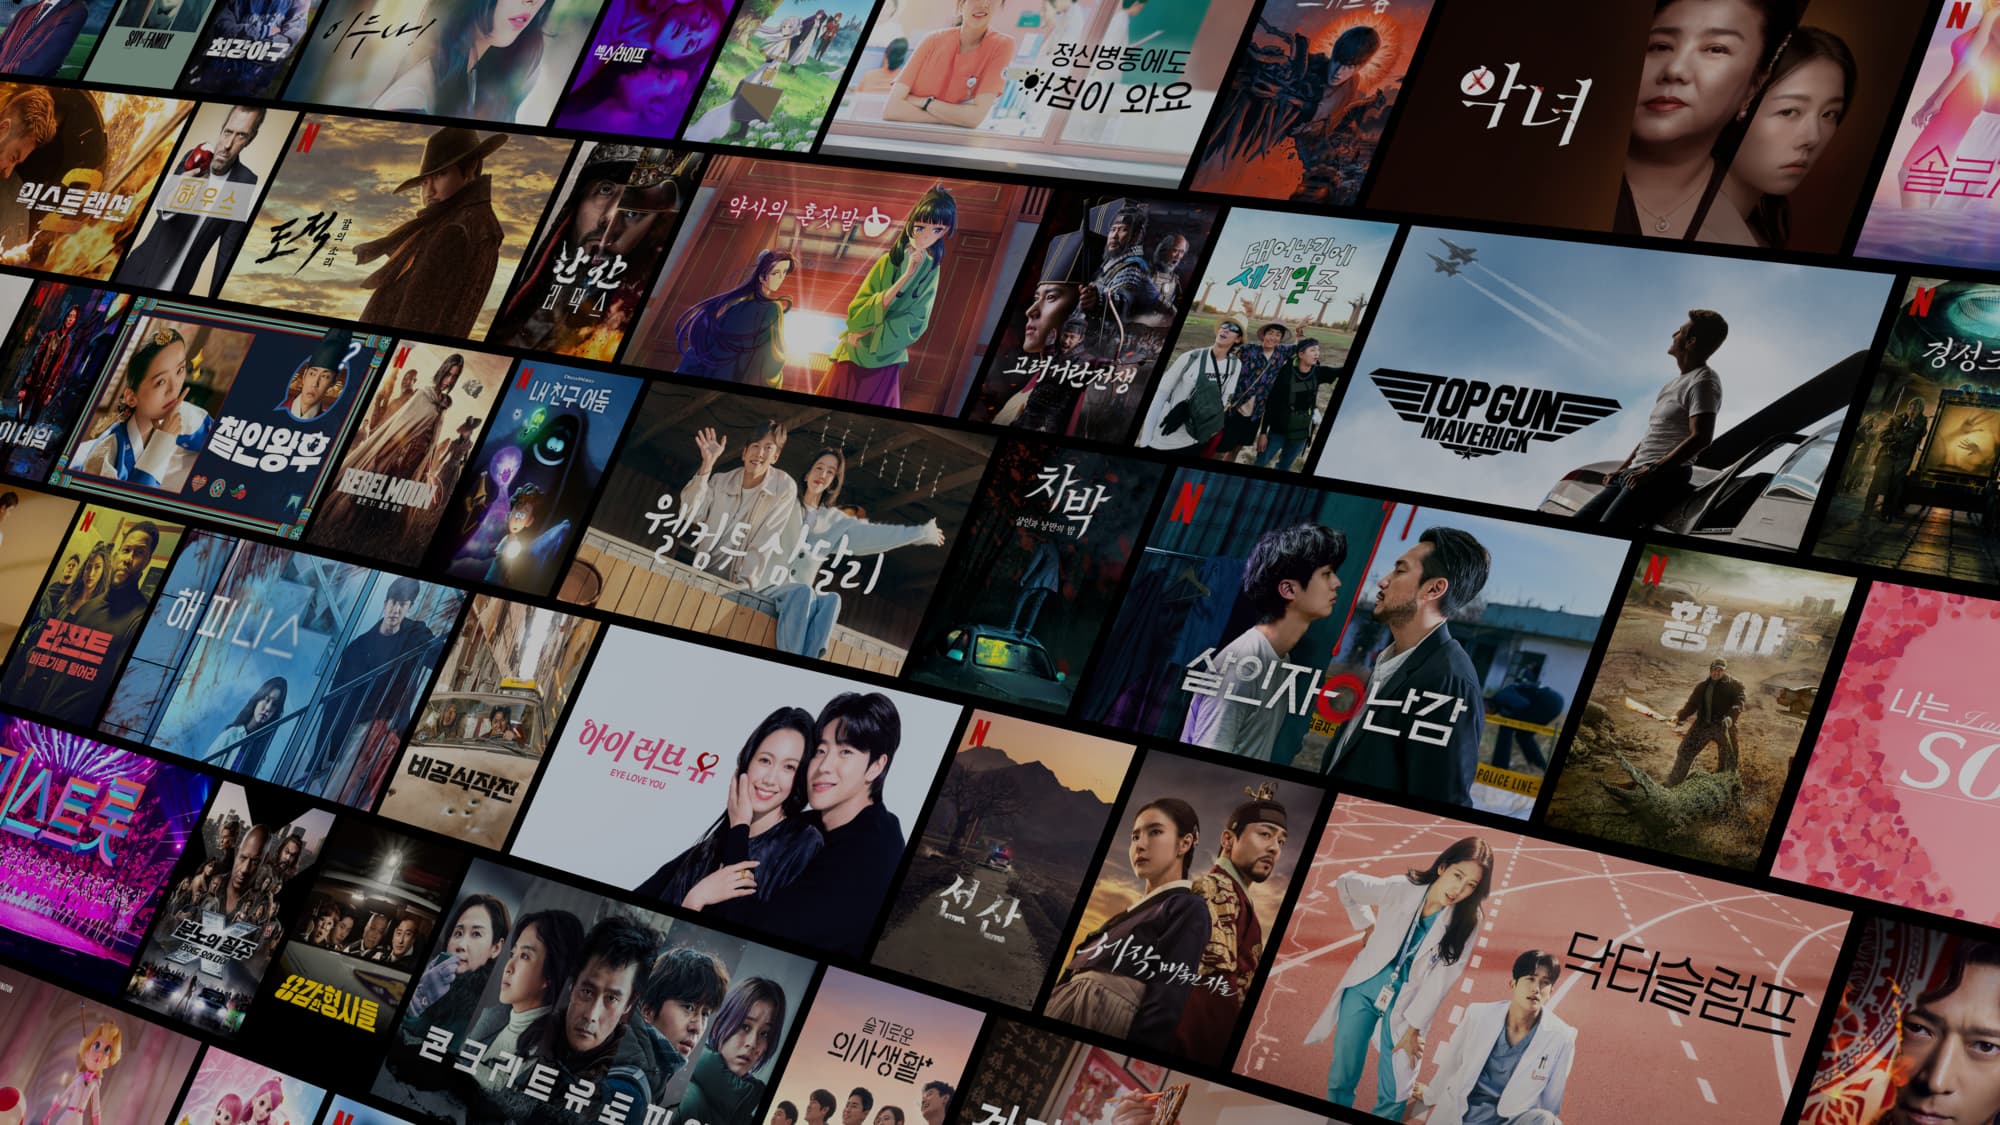 SPY×FAMILY
최강야구
이두나!
섹스/라이프
정신병동에도
아침이 와요
악녀
익스트랙션
2
하우스
N
도적
칼의
소리
한산
리덕스
약사의 혼잣말
고려거란전쟁
태어난김에
세계일주
TOP GUN
MAVERICK
N
경성크
N
철인왕후
N
REBEL MOON
N
내 친구 어둠
웰컴투 삼달리
차박
살인과 낭만의 밤
N
살인자ㅇ난감
POLICE LINE
N
황야
나는
SO
N
리프트
비행기를 털어라
해피니스
비공식작전
아이 러브 유
EYE LOVE YOU
N
선산
세작, 매혹된 자들
닥터슬럼프
미스트롯
분노의 질주
용감한 형사들
콘크리트 유토피
슬기로운
의사생활
N